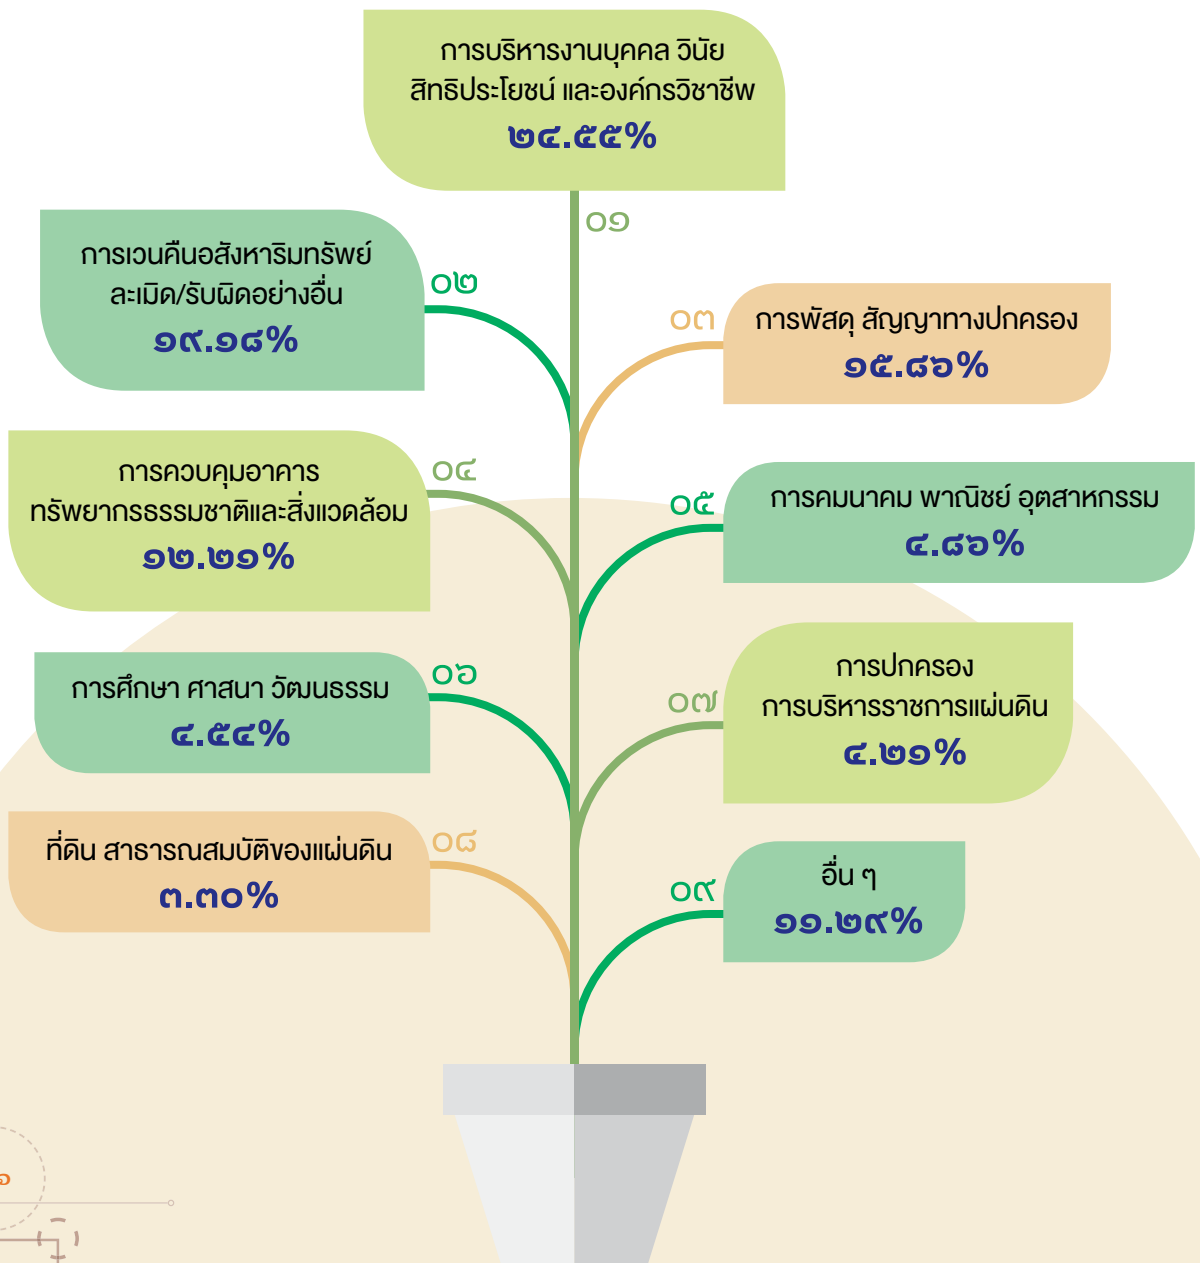 การบริหารงานบุคคล วินัย
สิทธิประโยชน์ และองค์กรวิชาชีพ
๒๔.๕๕%
๐๑
การเวนคืนอสังหาริมทรัพย์
ละเมิด/รับผิดอย่างอื่น
๑๙.๑๘%
๐๒
๐๓
การพัสดุ สัญญาทางปกครอง
๑๕.๘๖%
การควบคุมอาคาร
ทรัพยากรธรรมชาติและสิ่งแวดล้อม
๑๒.๒๑%
๐๔
๐๕
การคมนาคม พาณิชย์ อุตสาหกรรม
๔.๘๖%
การศึกษา ศาสนา วัฒนธรรม
๔.๕๔%
๐๖
๐๗
การปกครอง
การบริหารราชการแผ่นดิน
๔.๒๑%
ที่ดิน สาธารณสมบัติของแผ่นดิน
๓.๓๐%
๐๘
๐๙
อื่น ๆ
๑๑.๒๙%